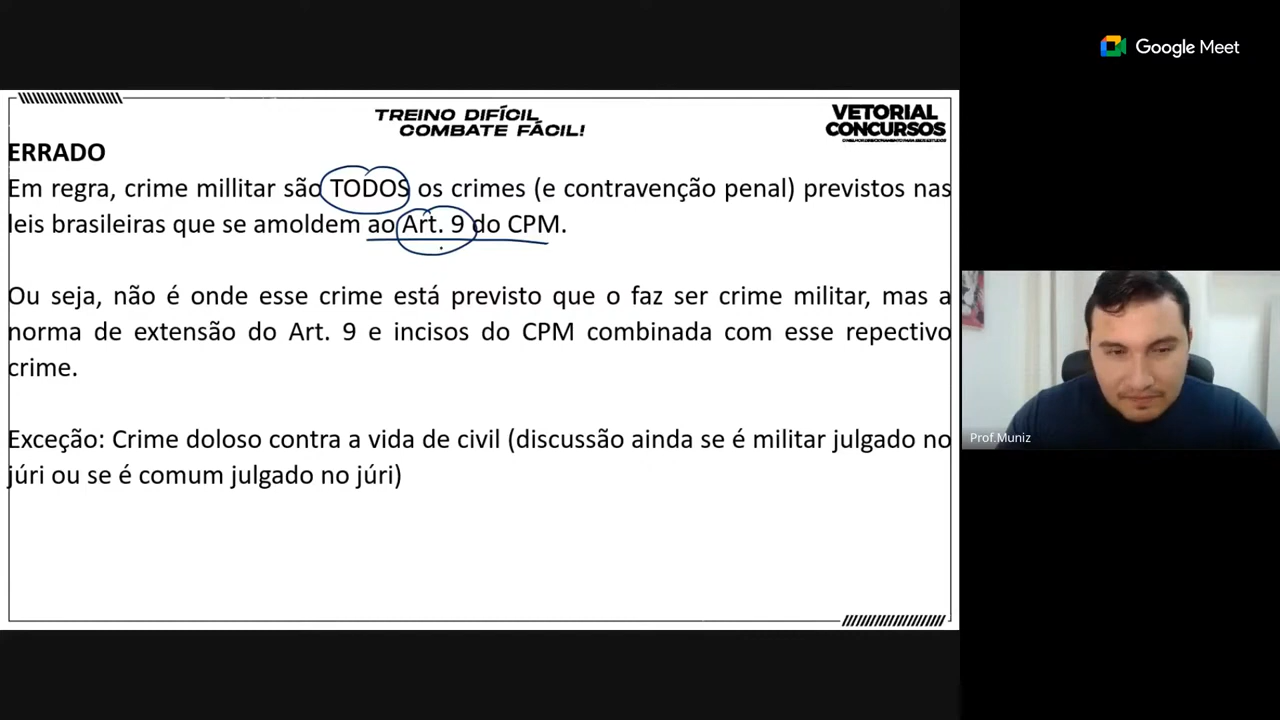 Google Meet
TREINO DIFÍCIL
COMBATE FÁCIL!
VETORIAL
CONCURSOS
ERRADO
Em regra, crime millitar são TODOS os crimes (e contravenção penal) previstos nas
leis brasileiras que se amoldem ao Art. 9 do CPM.
Ou seja, não é onde esse crime está previsto que o faz ser crime militar, mas a
norma de extensão do Art. 9 e incisos do CPM combinada com esse repectivo
crime.
Exceção: Crime doloso contra a vida de civil (discussão ainda se é militar julgado no
júri ou se é comum julgado no júri)
Prof.Muniz